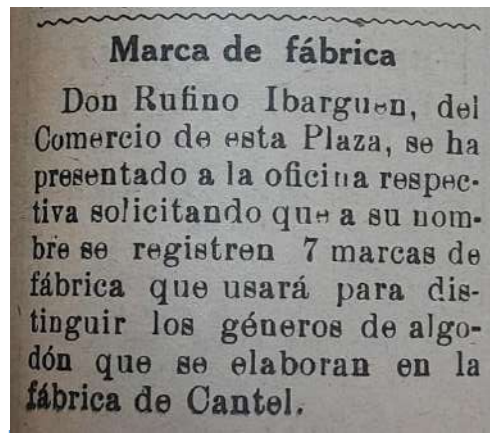 Marca de fábrica
Don Rufino Ibarguen, del
Comercio de esta Plaza, se ha
presentado a la oficina respec-
tiva solicitando que a su nom-
bre se registren 7 marcas de
fábrica que usará para dis-
tinguir los géneros de algo-
dón que se elaboran en la
fábrica de Cantel.